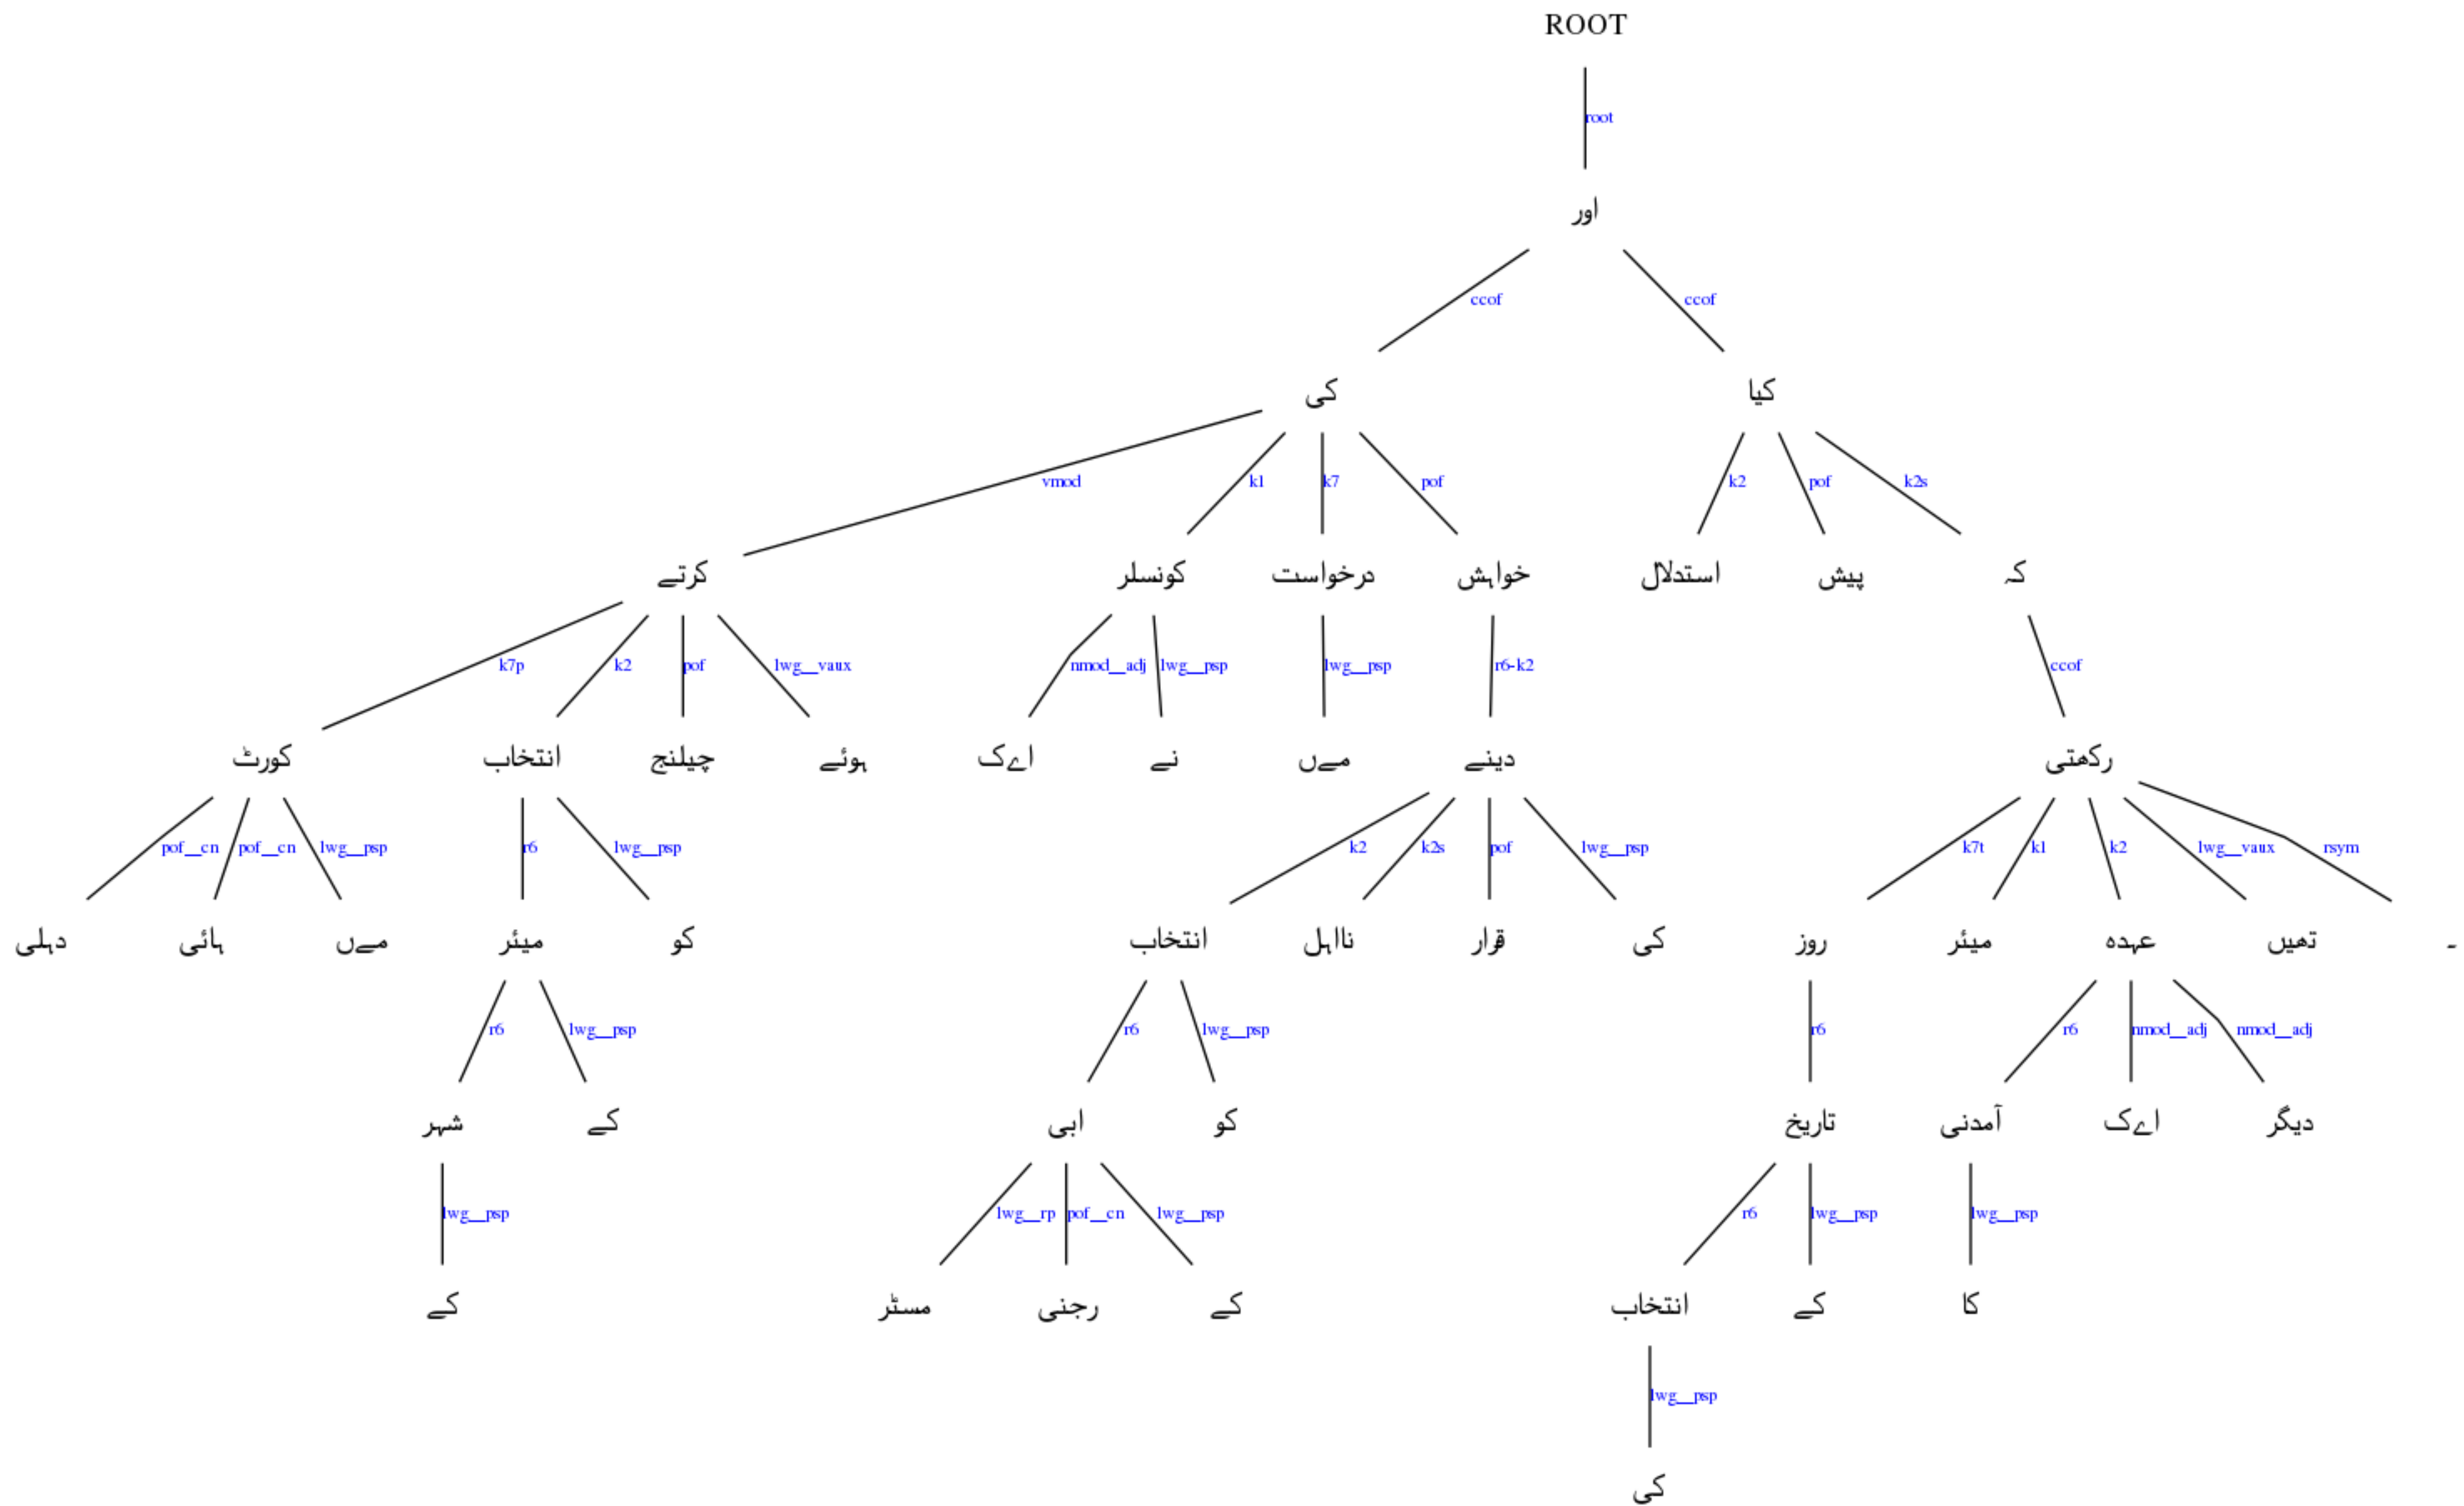 ROOT
root
اور
ccof ccof
کی کیا
vmod k1 k7 pof k2 pof k2s
کرتے کونسلر درخواست خواہش استدلال پیش کہ
k7p k2 pof lwg__vaux nmod__adj lwg__psp lwg__psp r6-k2 ccof
کورٹ انتخاب چیلنج ہوئے اےک نے مےں دینے رکھتی
pof__cn pof__cn lwg__psp r6 lwg__psp k2 k2s pof lwg__psp k7t k1 k2 lwg__vaux rsym
دہلی ہائی مےں میئر کو انتخاب نااہل قرار کی روز میئر عہدہ تھیں ۔
r6 lwg__psp r6 lwg__psp r6 r6 nmod__adj nmod__adj
شہر کے ابی کو تاریخ آمدنی اےک دیگر
lwg__psp lwg__rp pof__cn lwg__psp r6 lwg__psp lwg__psp
کے مسٹر رجنی کے انتخاب کے کا
lwg__psp
کی